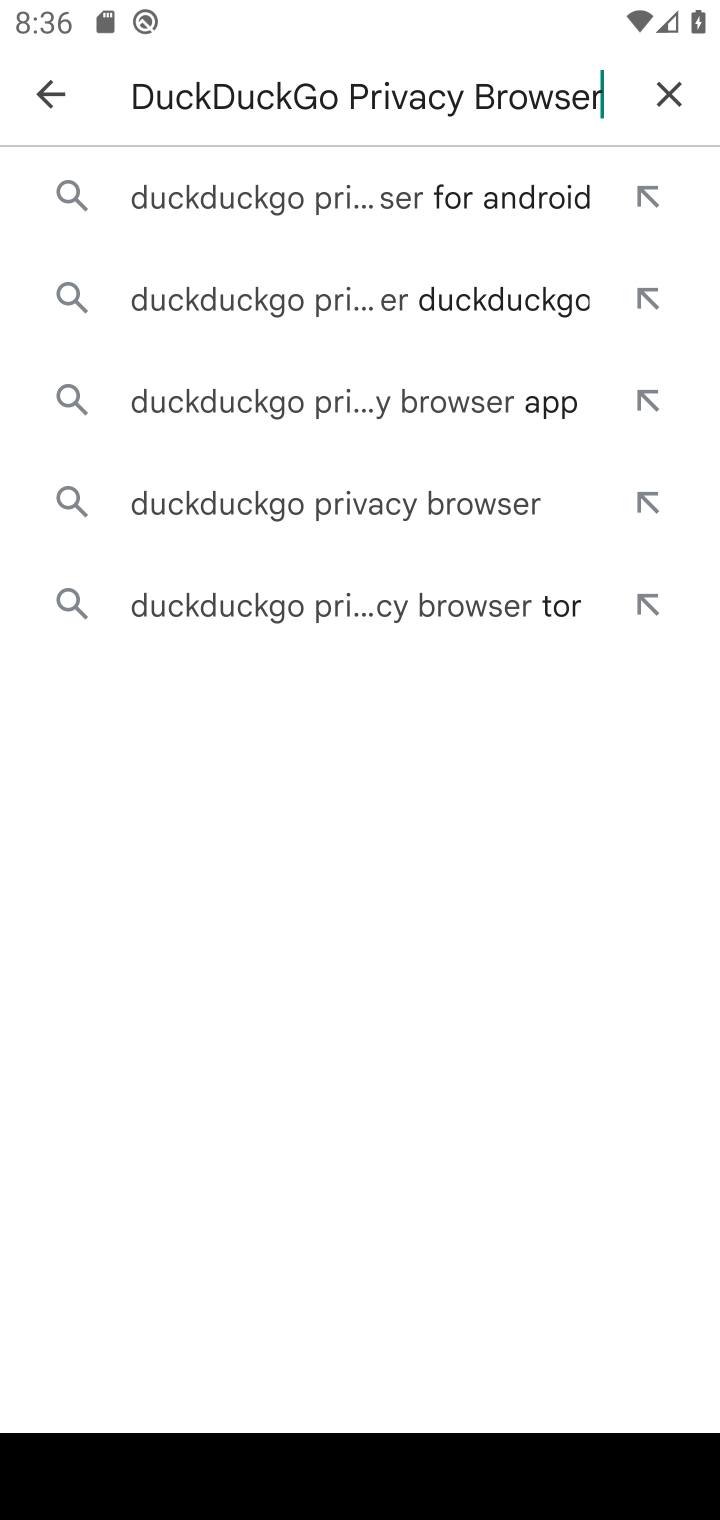 8:36
DuckDuckGo Privacy Browser
duckduckgo pri... ser for android
duckduckgo pri... er duckduckgo
duckduckgo pri...y browser app
duckduckgo privacy browser
duckduckgo pri...cy browser tor